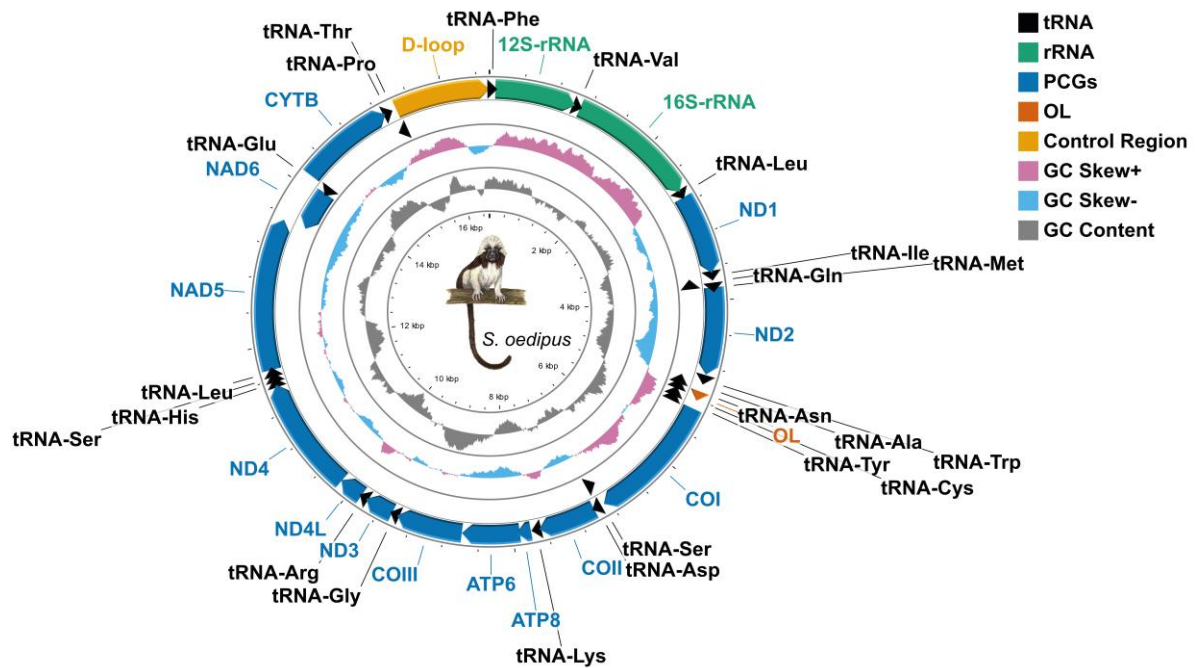 tRNA-Phe
tRNA-Thr
D-loop
12S-rRNA
tRNA-Pro
tRNA-Val
CYTB
16S-rRNA
tRNA-Glu
NAD6
tRNA-Leu
ND1
tRNA-Ile
tRNA-Met
tRNA-Gln
NAD5
ND2
16 kbp
2 kbp
14 kbp
4 kbp
12 kbp
S. oedipus
6 kbp
10 kbp
8 kbp
tRNA-Leu
tRNA-His
tRNA-Ser
tRNA-Asn
OL
tRNA-Ala
tRNA-Tyr
tRNA-Trp
tRNA-Cys
ND4
COI
ND4L
ND3
tRNA-Arg
tRNA-Gly
COIII
ATP6
ATP8
COII
tRNA-Ser
tRNA-Asp
tRNA-Lys
tRNA
rRNA
PCGs
OL
Control Region
GC Skew+
GC Skew-
GC Content